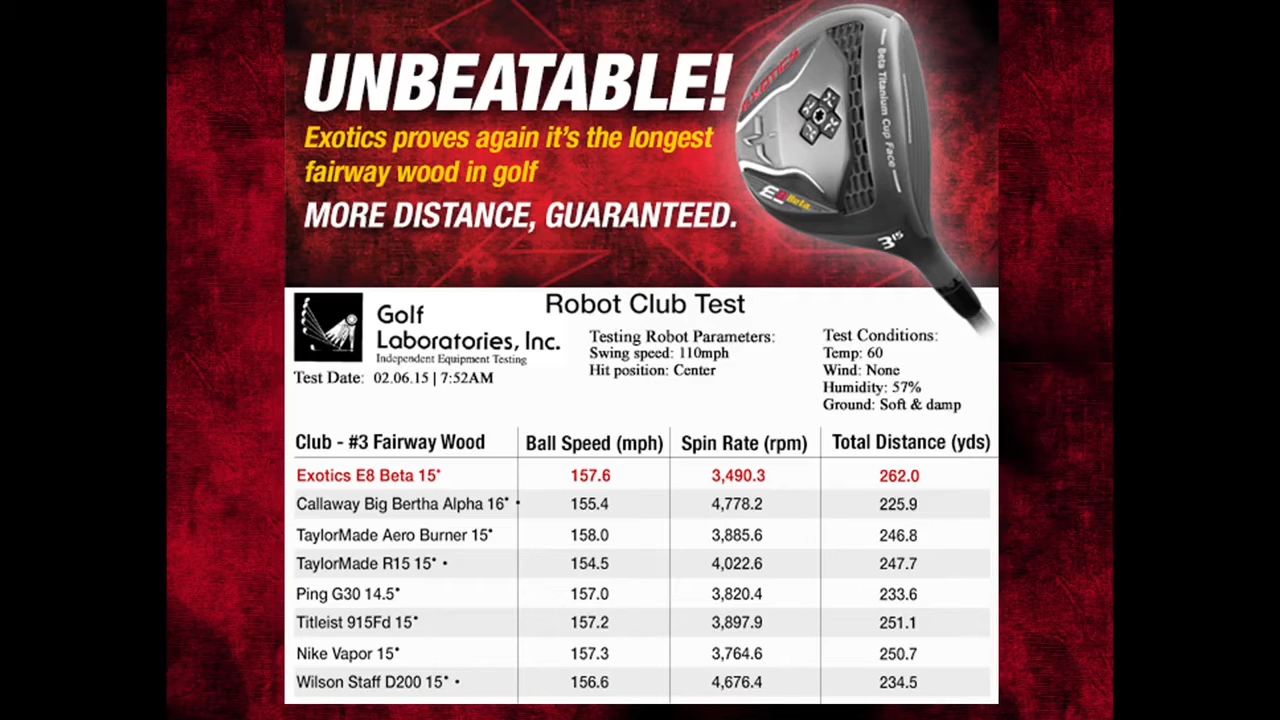 UNBEATABLE!
Exotics proves again it's the longest
fairway wood in golf
MORE DISTANCE, GUARANTEED.
EXOTICS
Beta Titanium Cup Face
E8 Beta
3 15
Golf
Laboratories, Inc.
Independent Equipment Testing
Test Date: 02.06.15 | 7:52AM
Robot Club Test
Testing Robot Parameters:
Swing speed: 110mph
Hit position: Center
Test Conditions:
Temp: 60
Wind: None
Humidity: 57%
Ground: Soft & damp
Club - #3 Fairway Wood Ball Speed (mph) Spin Rate (rpm) Total Distance (yds)
Exotics E8 Beta 15° 157.6 3,490.3 262.0
Callaway Big Bertha Alpha 16° • 155.4 4,778.2 225.9
TaylorMade Aero Burner 15° 158.0 3,885.6 246.8
TaylorMade R15 15° • 154.5 4,022.6 247.7
Ping G30 14.5° 157.0 3,820.4 233.6
Titleist 915Fd 15° 157.2 3,897.9 251.1
Nike Vapor 15° 157.3 3,764.6 250.7
Wilson Staff D200 15° • 156.6 4,676.4 234.5